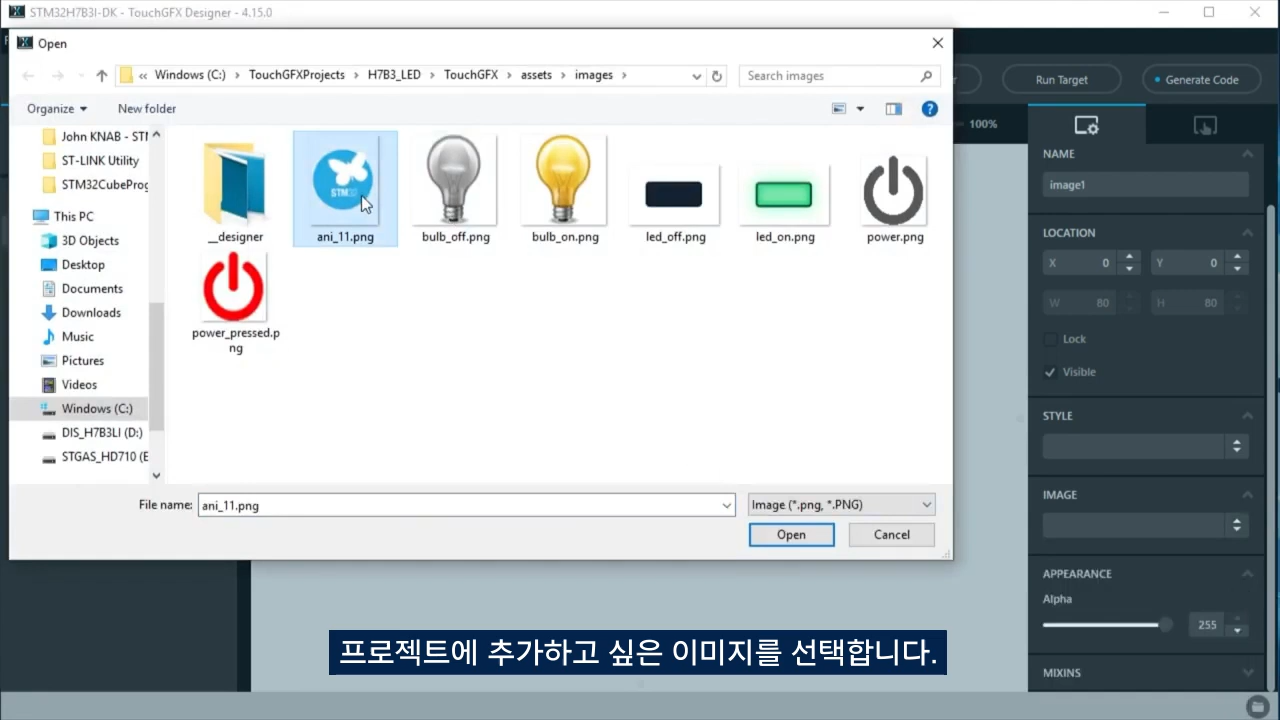 STM32H7B3I-DK - TouchGFX Designer - 4.15.0
Open
« Windows (C:) › TouchGFXProjects › H7B3_LED › TouchGFX › assets › images ›
Search images
Run Target
Generate Code
Organize
New folder
100%
John KNAB - STM
ST-LINK Utility
STM32CubeProg
This PC
3D Objects
Desktop
Documents
Downloads
Music
Pictures
Videos
Windows (C:)
DIS_H7B3LI (D:)
STGAS_HD710 (E
STM32
__designer
ani_11.png
bulb_off.png
bulb_on.png
led_off.png
led_on.png
power.png
power_pressed.p
ng
File name:
ani_11.png
Image (*.png, *.PNG)
Open
Cancel
NAME
image1
LOCATION
X 0
Y 0
W 80
H 80
Lock
Visible
STYLE
IMAGE
APPEARANCE
Alpha
255
MIXINS
프로젝트에 추가하고 싶은 이미지를 선택합니다.